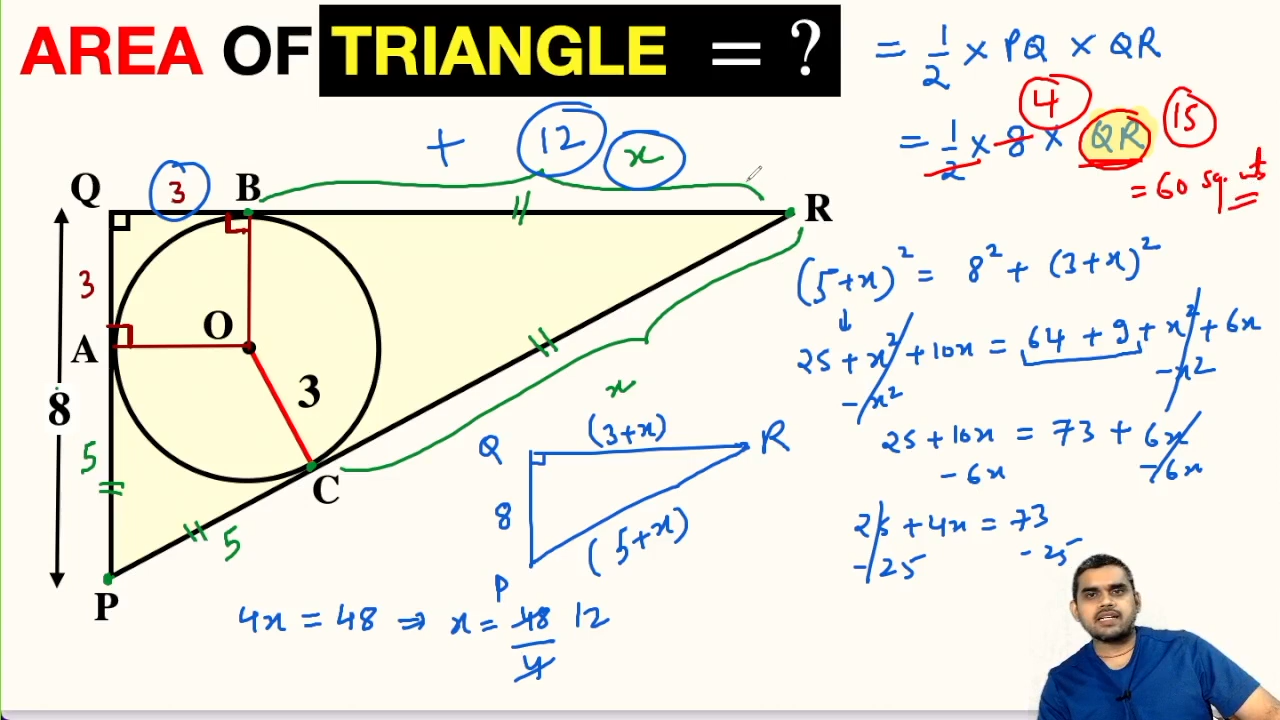 AREA OF TRIANGLE = ?
= 1/2 × PQ × QR
4
= 1/2 × 8 × QR 15
= 60 sq. uts
+ 12 x
Q 3 B R
3
A O
8
3
5
C
5
P
x
(5+x)² = 8² + (3+x)²
25 + x² + 10x = 64 + 9 + x² + 6x
- x² - x²
25 + 10x = 73 + 6x
- 6x - 6x
25 + 4x = 73
- 25 - 25
Q (3+x) R
8
(5+x)
P
4x = 48 ⇒ x = 48/4 12